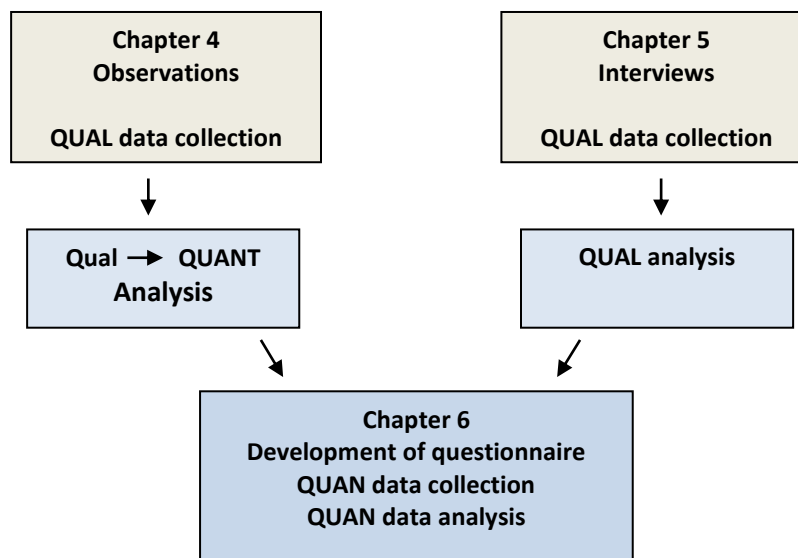 Chapter 4
Observations
QUAL data collection
Chapter 5
Interviews
QUAL data collection
Qual → QUANT
Analysis
QUAL analysis
Chapter 6
Development of questionnaire
QUAN data collection
QUAN data analysis